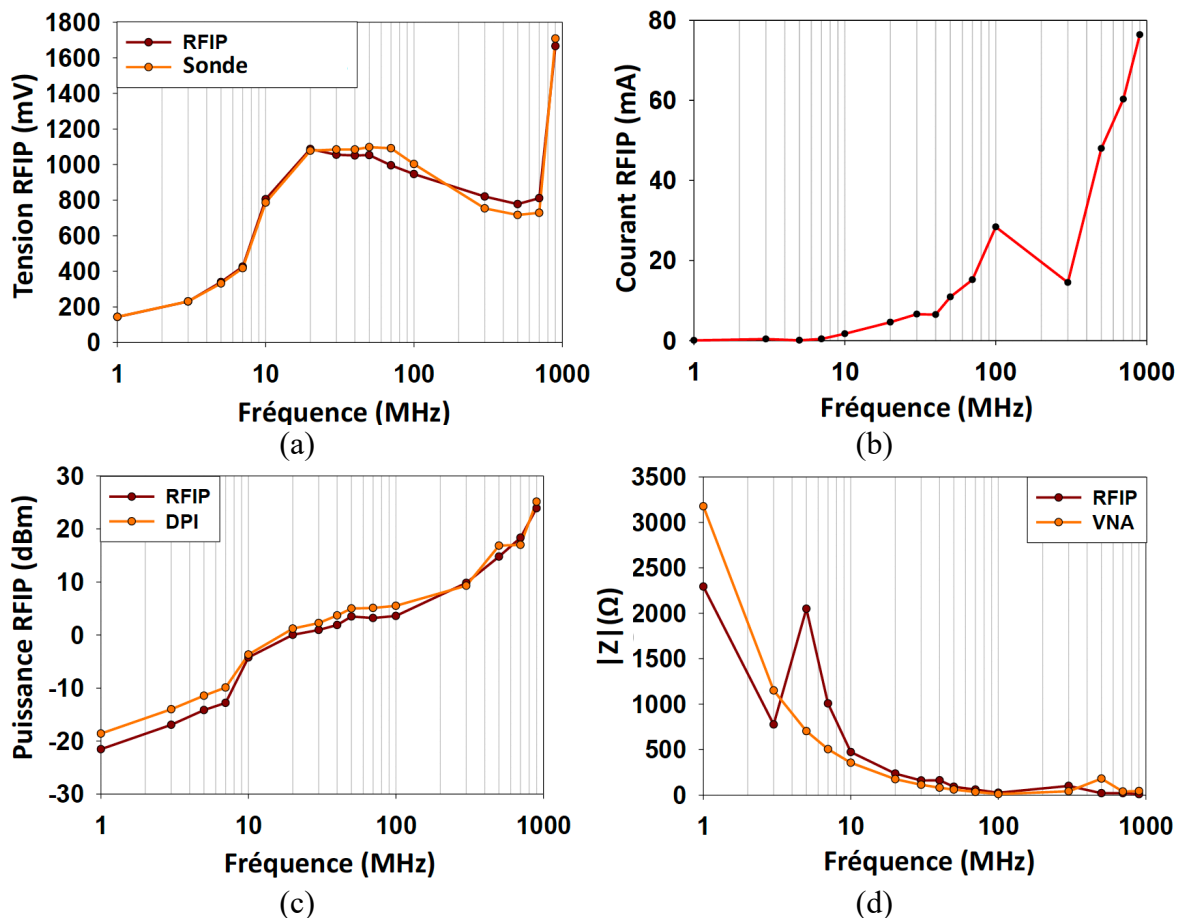 Tension RFIP (mV)
1800
1600
1400
1200
1000
800
600
400
200
0
RFIP
Sonde
1 10 100 1000
Fréquence (MHz)
(a)
Courant RFIP (mA)
80
60
40
20
0
1 10 100 1000
Fréquence (MHz)
(b)
Puissance RFIP (dBm)
30
20
10
0
-10
-20
-30
RFIP
DPI
1 10 100 1000
Fréquence (MHz)
(c)
|Z|(Ω)
3500
3000
2500
2000
1500
1000
500
0
RFIP
VNA
1 10 100 1000
Fréquence (MHz)
(d)